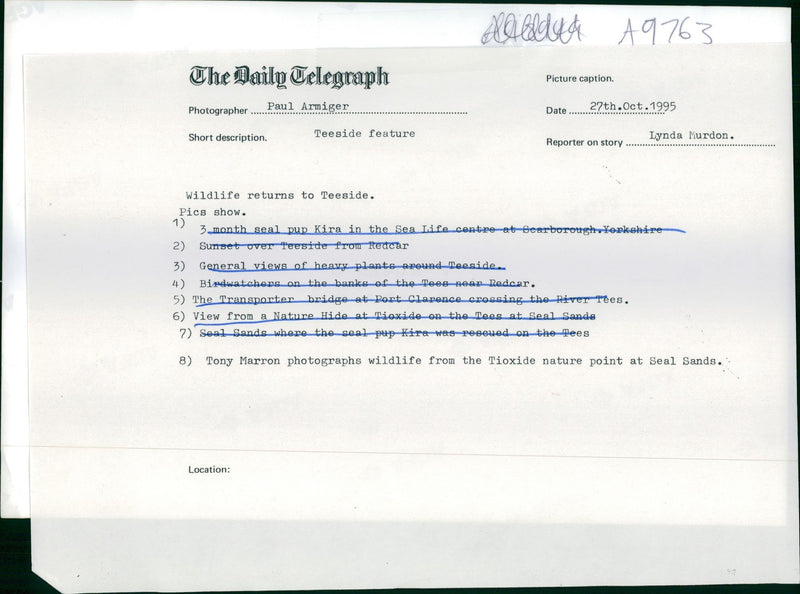 A9763
The Daily Telegraph
Picture caption.
Photographer Paul Armiger
Date 27th.Oct.1995
Short description. Teeside feature
Reporter on story Lynda Murdon.
Wildlife returns to Teeside.
Pics show.
1) 3 month seal pup Kira in the Sea Life centre at Scarborough.Yorkshire
2) Sunset over Teeside from Redcar
3) General views of heavy plants around Teeside.
4) Birdwatchers on the banks of the Tees near Redcar.
5) The Transporter bridge at Port Clarence crossing the River Tees.
6) View from a Nature Hide at Tioxide on the Tees at Seal Sands
7) Seal Sands where the seal pup Kira was rescued on the Tees
8) Tony Marron photographs wildlife from the Tioxide nature point at Seal Sands.
Location: